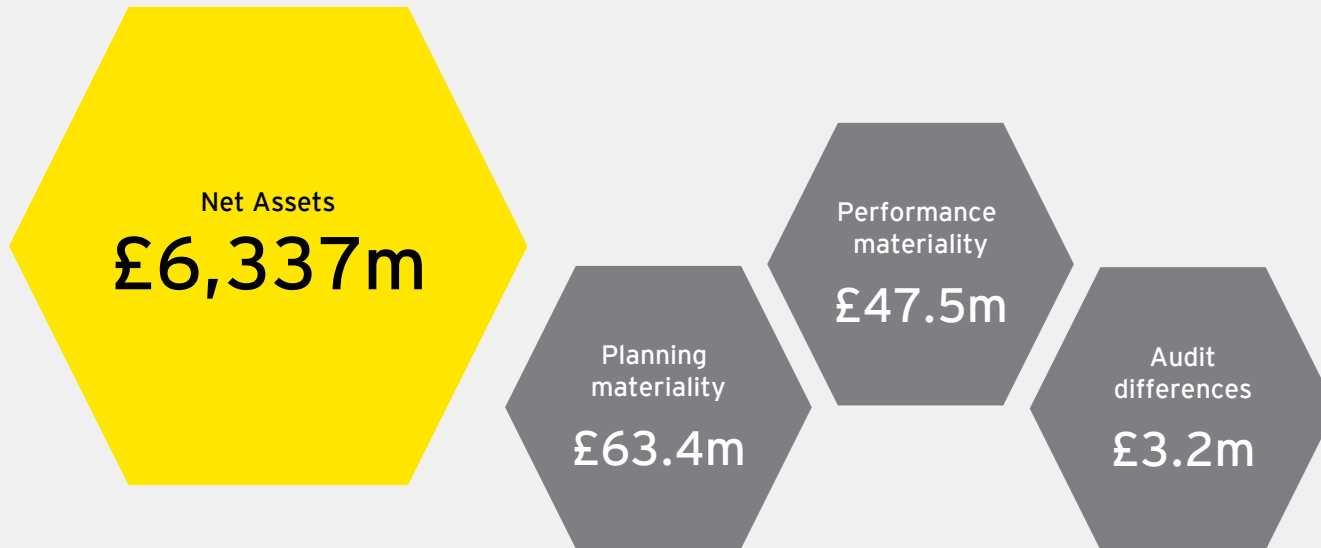 Net Assets
£6,337m
Planning
materiality
£63.4m
Performance
materiality
£47.5m
Audit
differences
£3.2m